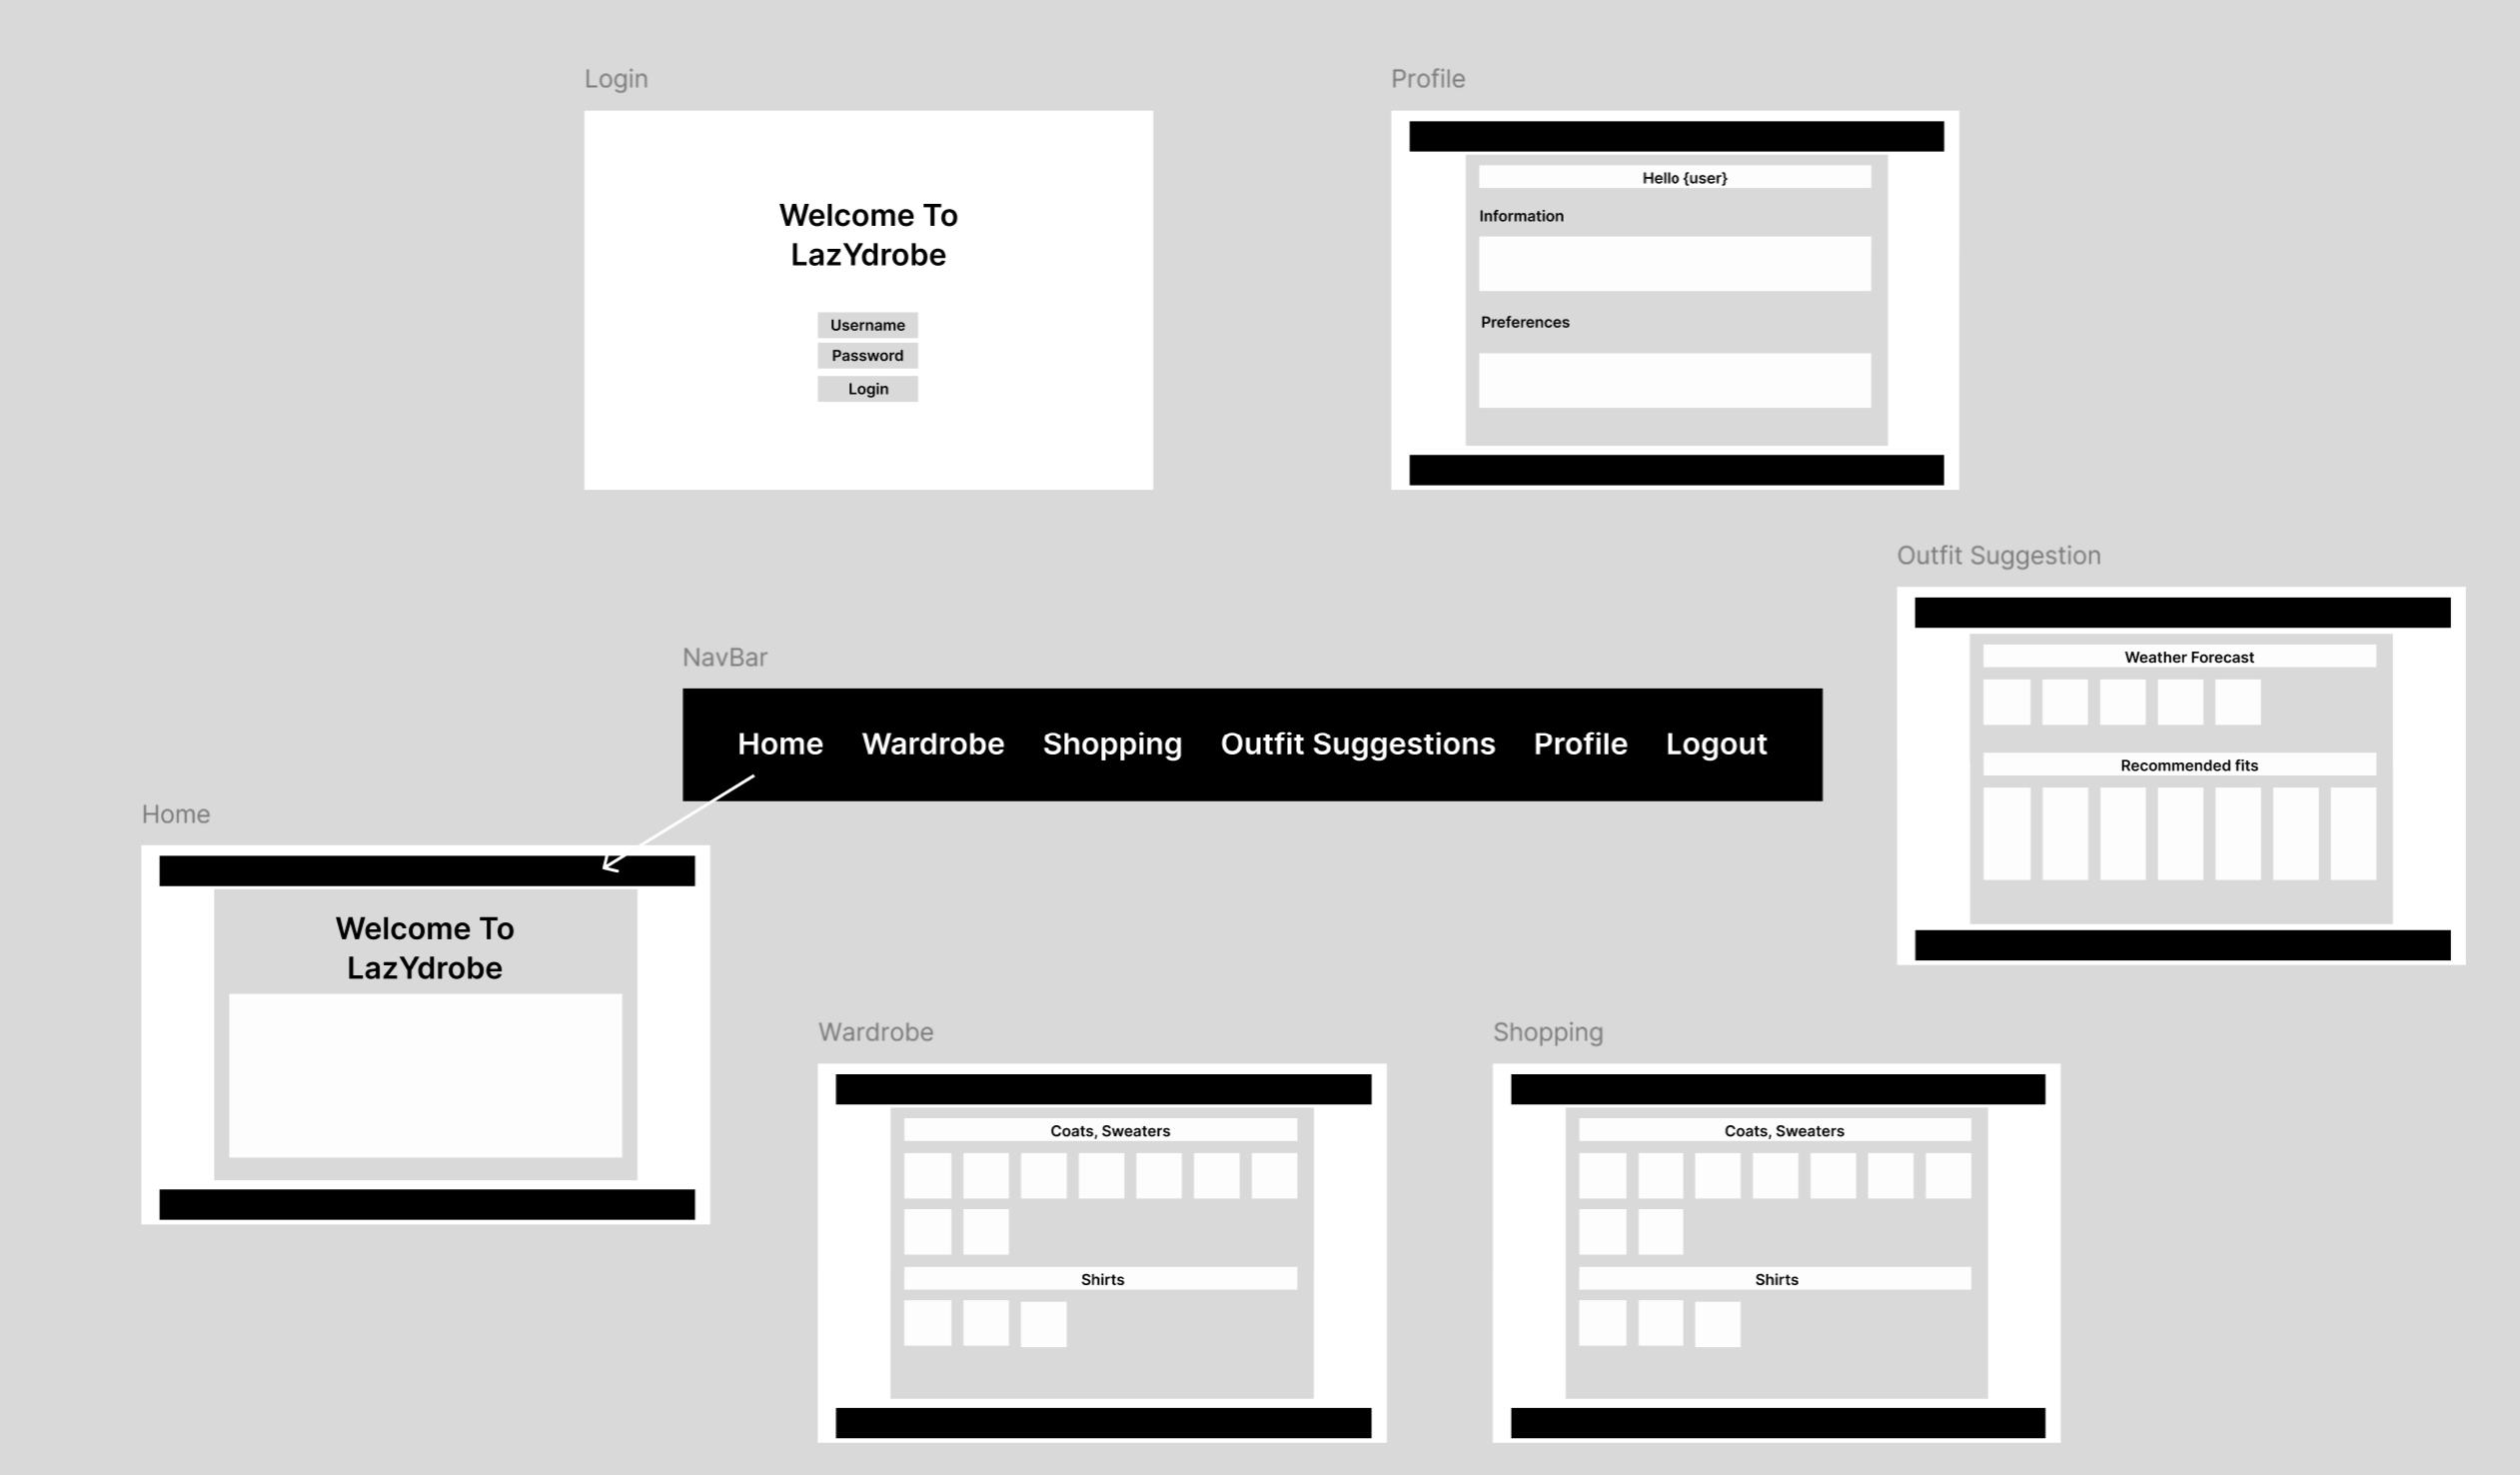 Login
Welcome To
LazYdrobe
Username
Password
Login
Profile
Hello {user}
Information
Preferences
Outfit Suggestion
Weather Forecast
Recommended fits
NavBar
Home Wardrobe Shopping Outfit Suggestions Profile Logout
Home
Welcome To
LazYdrobe
Wardrobe
Coats, Sweaters
Shirts
Shopping
Coats, Sweaters
Shirts